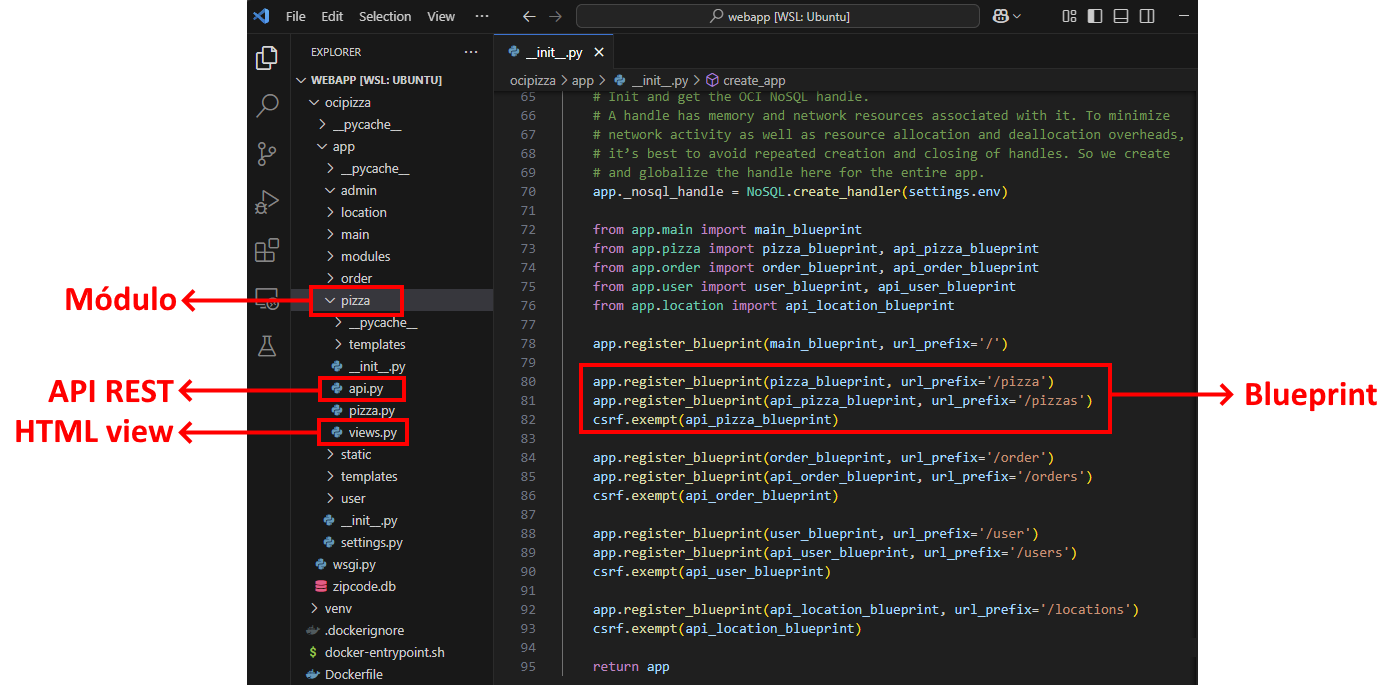 File Edit Selection View ··· webapp [WSL: Ubuntu]
EXPLORER ···
WEBAPP [WSL: UBUNTU]
ocipizza
__pycache__
app
__pycache__
admin
location
main
modules
order
pizza
__pycache__
templates
__init__.py
api.py
pizza.py
views.py
static
templates
user
__init__.py
settings.py
wsgi.py
zipcode.db
venv
.dockerignore
docker-entrypoint.sh
Dockerfile
Módulo
API REST
HTML view
__init__.py
ocipizza > app > __init__.py > create_app
65 # Init and get the OCI NoSQL handle.
66 # A handle has memory and network resources associated with it. To minimize
67 # network activity as well as resource allocation and deallocation overheads,
68 # it’s best to avoid repeated creation and closing of handles. So we create
69 # and globalize the handle here for the entire app.
70 app._nosql_handle = NoSQL.create_handler(settings.env)
71
72 from app.main import main_blueprint
73 from app.pizza import pizza_blueprint, api_pizza_blueprint
74 from app.order import order_blueprint, api_order_blueprint
75 from app.user import user_blueprint, api_user_blueprint
76 from app.location import api_location_blueprint
77
78 app.register_blueprint(main_blueprint, url_prefix='/')
79
80 app.register_blueprint(pizza_blueprint, url_prefix='/pizza')
81 app.register_blueprint(api_pizza_blueprint, url_prefix='/pizzas')
82 csrf.exempt(api_pizza_blueprint)
83
84 app.register_blueprint(order_blueprint, url_prefix='/order')
85 app.register_blueprint(api_order_blueprint, url_prefix='/orders')
86 csrf.exempt(api_order_blueprint)
87
88 app.register_blueprint(user_blueprint, url_prefix='/user')
89 app.register_blueprint(api_user_blueprint, url_prefix='/users')
90 csrf.exempt(api_user_blueprint)
91
92 app.register_blueprint(api_location_blueprint, url_prefix='/locations')
93 csrf.exempt(api_location_blueprint)
94
95 return app
Blueprint